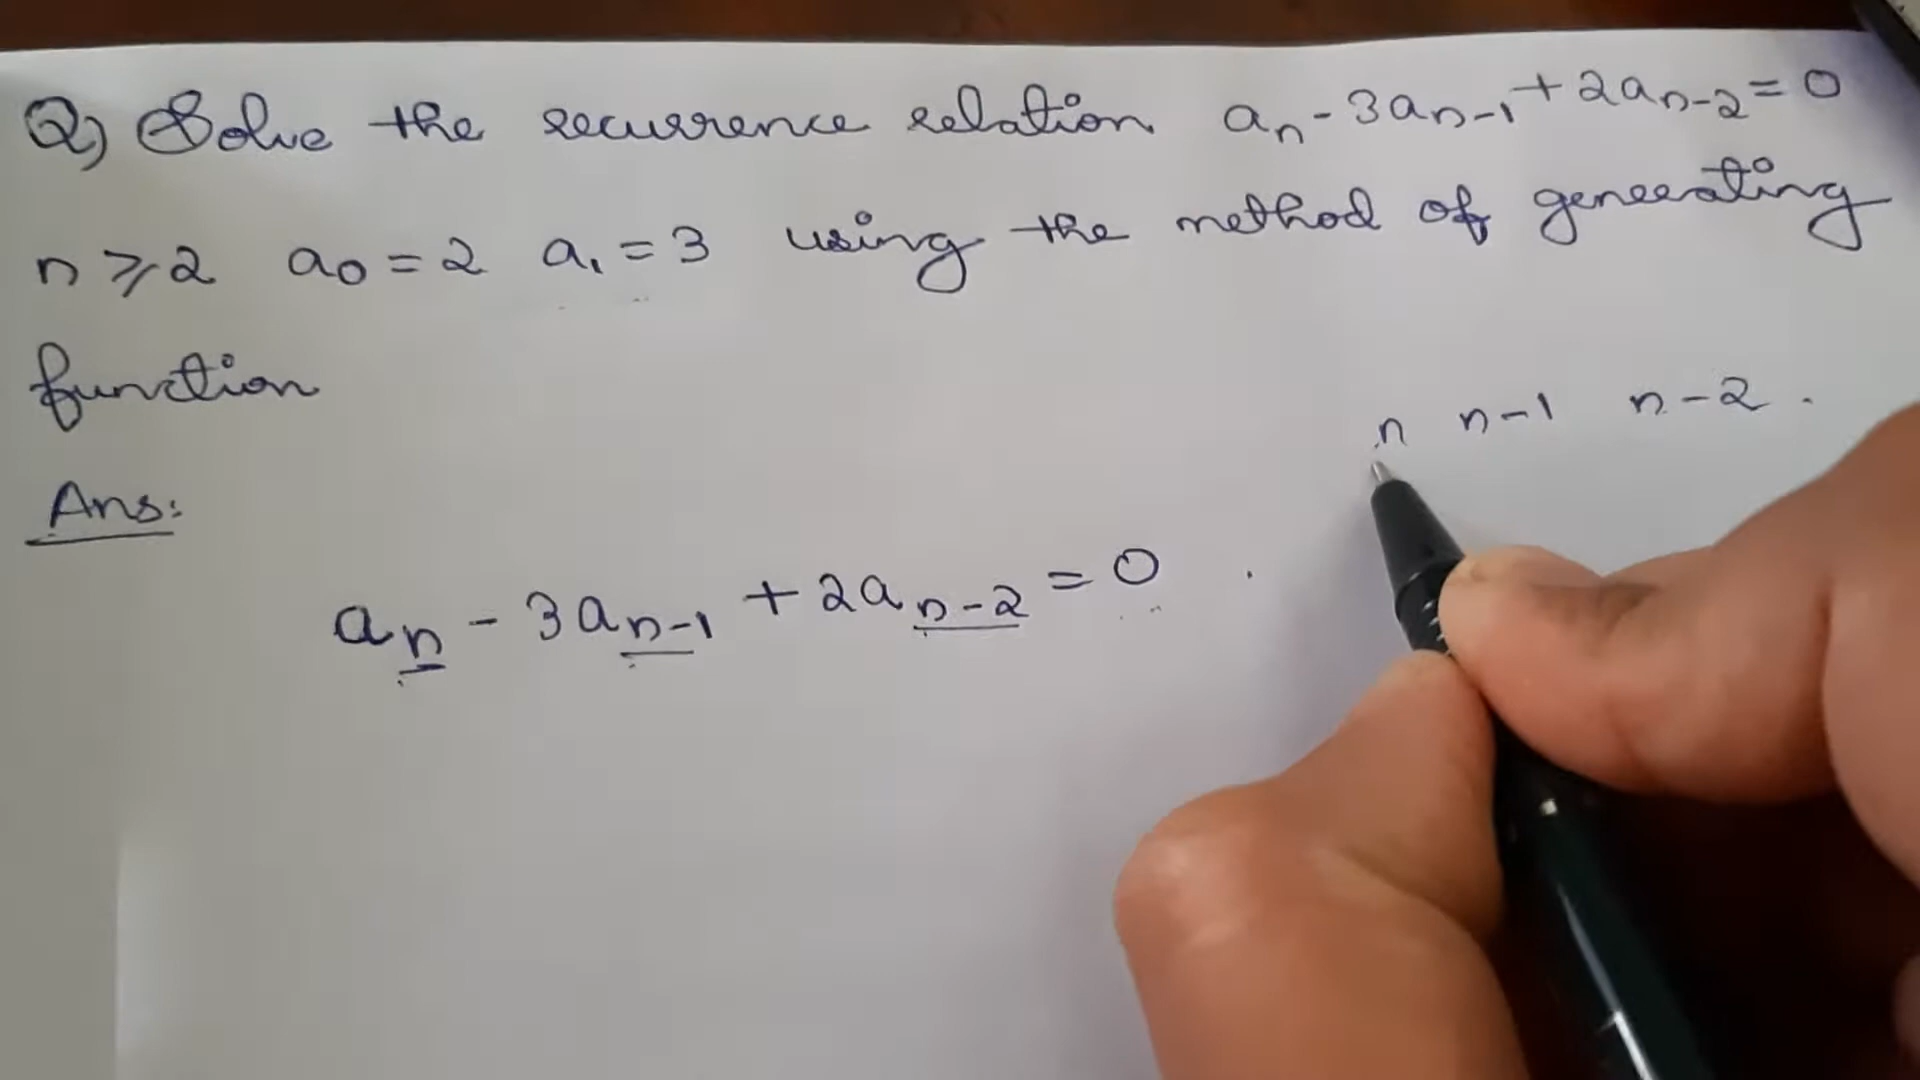 Q) Solve the recurrence relation aₙ - 3aₙ₋₁ + 2aₙ₋₂ = 0
n ⩾ 2 a₀ = 2 a₁ = 3 using the method of generating
function
n n-1 n-2 .
Ans:
aₙ - 3aₙ₋₁ + 2aₙ₋₂ = 0